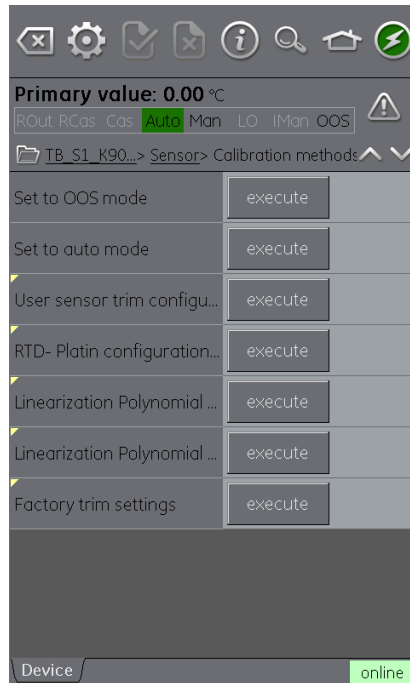 Primary value: 0.00 °C
ROut RCas Cas Auto Man LO IMan OOS
TB_S1_K90...> Sensor> Calibration methods
Set to OOS mode execute
Set to auto mode execute
User sensor trim configu... execute
RTD- Platin configuration... execute
Linearization Polynomial ... execute
Linearization Polynomial ... execute
Factory trim settings execute
Device online